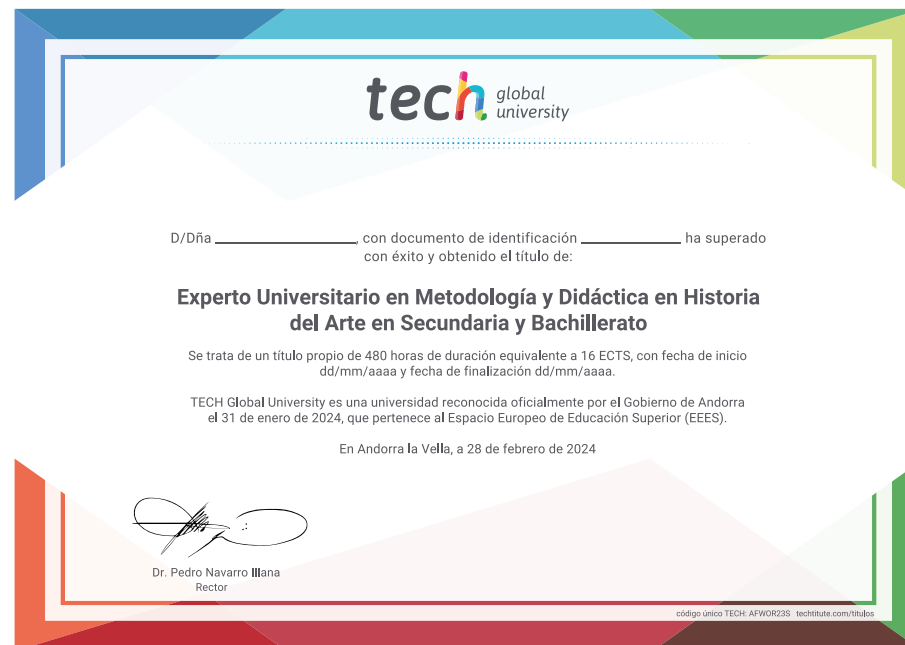 tech global
university
D/Dña ____________, con documento de identificación ____________ ha superado
con éxito y obtenido el título de:
Experto Universitario en Metodología y Didáctica en Historia
del Arte en Secundaria y Bachillerato
Se trata de un título propio de 480 horas de duración equivalente a 16 ECTS, con fecha de inicio
dd/mm/aaaa y fecha de finalización dd/mm/aaaa.
TECH Global University es una universidad reconocida oficialmente por el Gobierno de Andorra
el 31 de enero de 2024, que pertenece al Espacio Europeo de Educación Superior (EEES).
En Andorra la Vella, a 28 de febrero de 2024
Dr. Pedro Navarro Illana
Rector
código único TECH: AFWOR23S techtitute.com/titulos